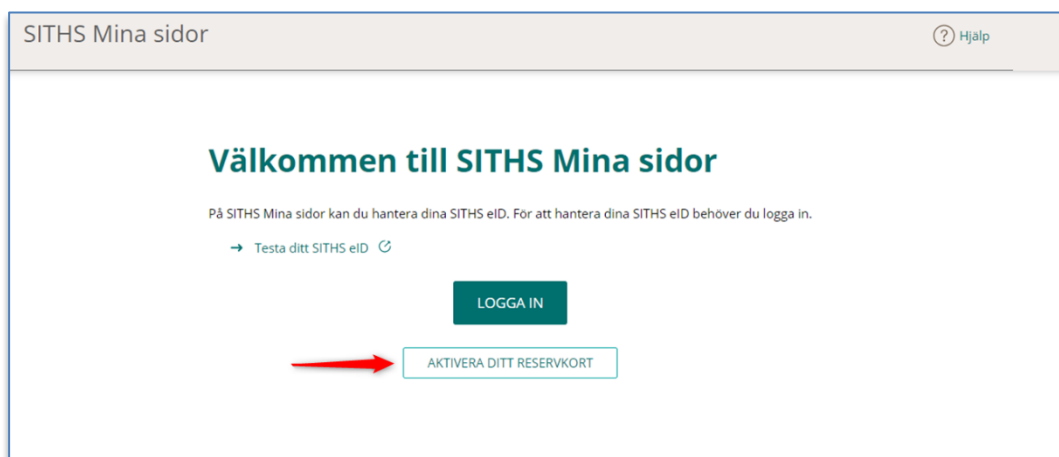 SITHS Mina sidor
Hjälp
Välkommen till SITHS Mina sidor
På SITHS Mina sidor kan du hantera dina SITHS eID. För att hantera dina SITHS eID behöver du logga in.
Testa ditt SITHS eID
LOGGA IN
AKTIVERA DITT RESERVKORT